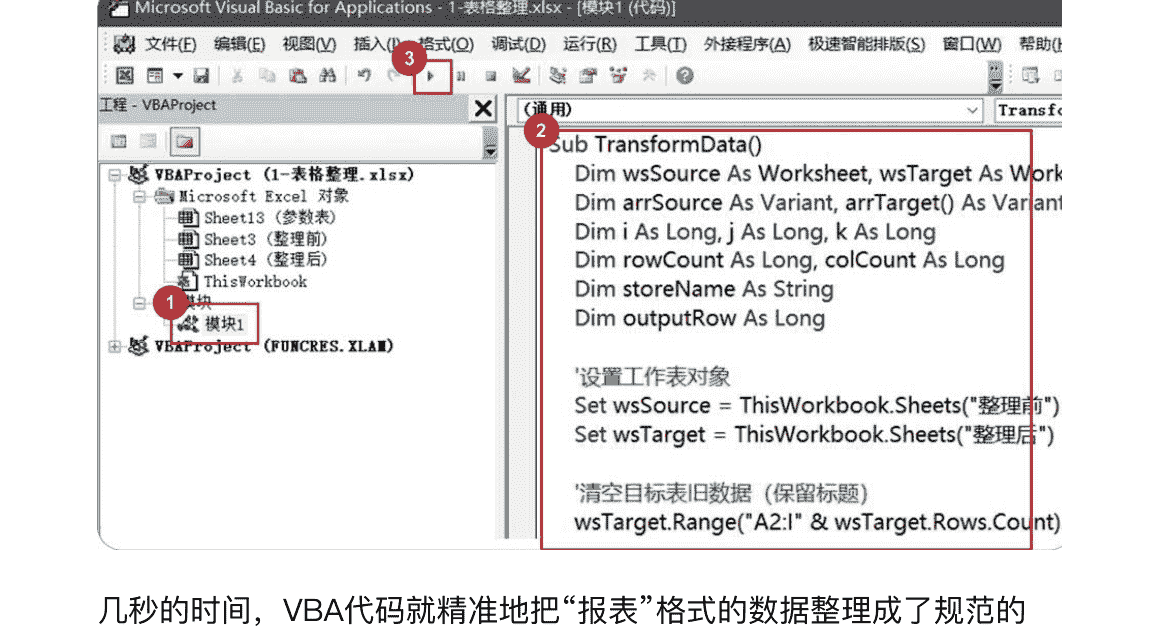 Microsoft Visual Basic for Applications - 1-表格整理.xlsx - [模块1 (代码)]
文件(F) 编辑(E) 视图(V) 插入(I) 格式(O) 调试(D) 运行(R) 工具(T) 外接程序(A) 极速智能排版(S) 窗口(W) 帮助(H
3
工程 - VBAProject
(通用)
Transfo
2
Sub TransformData()
Dim wsSource As Worksheet, wsTarget As Work
Dim arrSource As Variant, arrTarget() As Variant
Dim i As Long, j As Long, k As Long
Dim rowCount As Long, colCount As Long
Dim storeName As String
Dim outputRow As Long
'设置工作表对象
Set wsSource = ThisWorkbook.Sheets("整理前")
Set wsTarget = ThisWorkbook.Sheets("整理后")
'清空目标表旧数据（保留标题）
wsTarget.Range("A2:I" & wsTarget.Rows.Count)
VBAProject (1-表格整理.xlsx)
Microsoft Excel 对象
Sheet13 (参数表)
Sheet3 (整理前)
Sheet4 (整理后)
ThisWorkbook
模块
1
模块1
VBAProject (FUNCRES.XLAM)
几秒的时间，VBA代码就精准地把“报表”格式的数据整理成了规范的